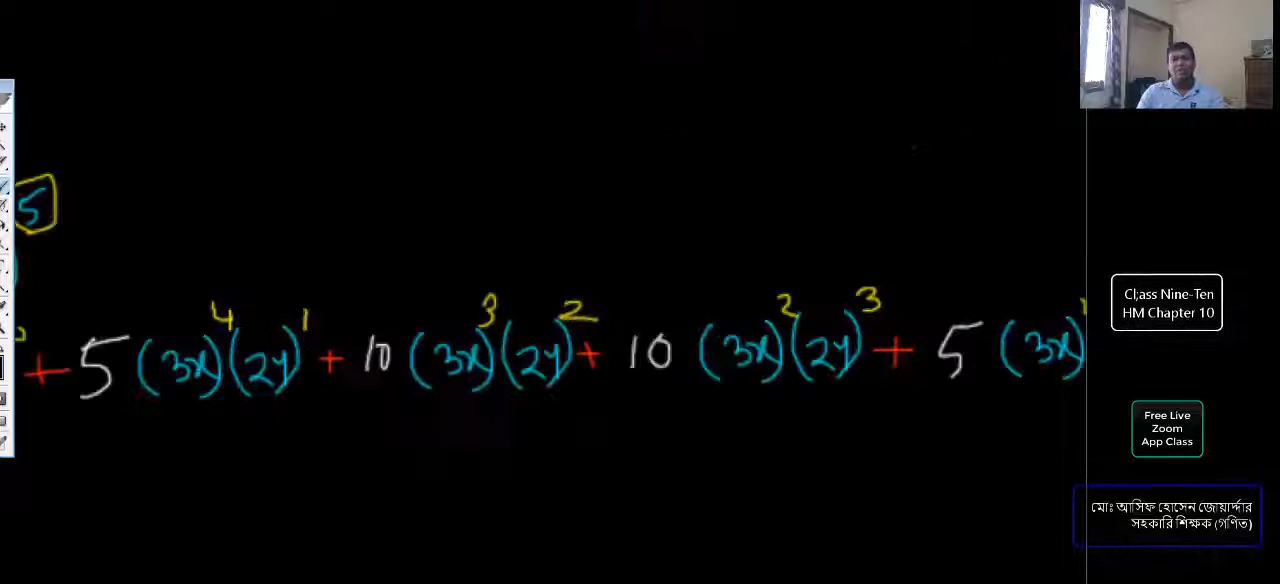 5
+ 5 (3x)^4 (2y)^1 + 10 (3x)^3 (2y)^2 + 10 (3x)^2 (2y)^3 + 5 (3x)
Cl;ass Nine-Ten
HM Chapter 10
Free Live
Zoom
App Class
মোঃ আসিফ হোসেন জোয়ার্দ্দার
সহকারি শিক্ষক (গণিত)